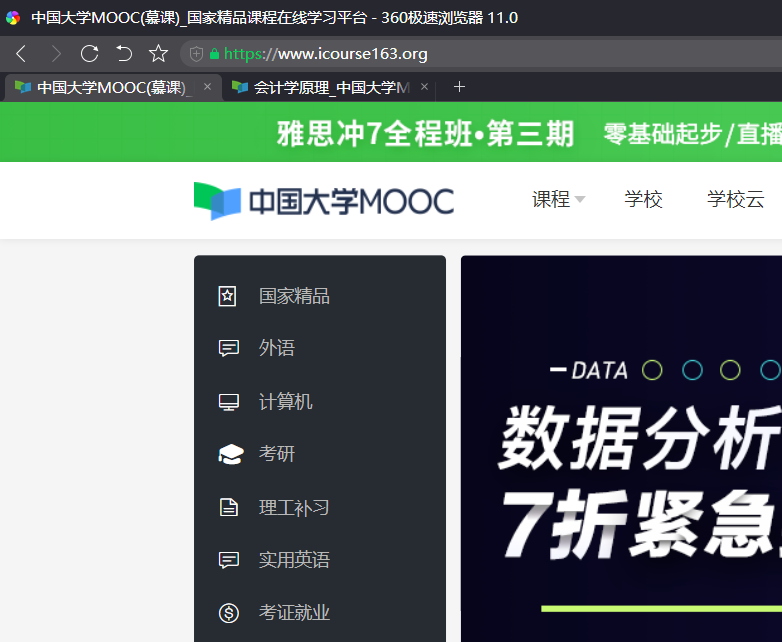 中国大学MOOC(慕课)_国家精品课程在线学习平台 - 360极速浏览器 11.0
https://www.icourse163.org
中国大学MOOC(慕课)_
会计学原理_中国大学M
雅思冲7全程班•第三期 零基础起步/直播
中国大学MOOC 课程 学校 学校云
国家精品
外语
计算机
考研
理工补习
实用英语
考证就业
DATA
数据分析
7折紧急